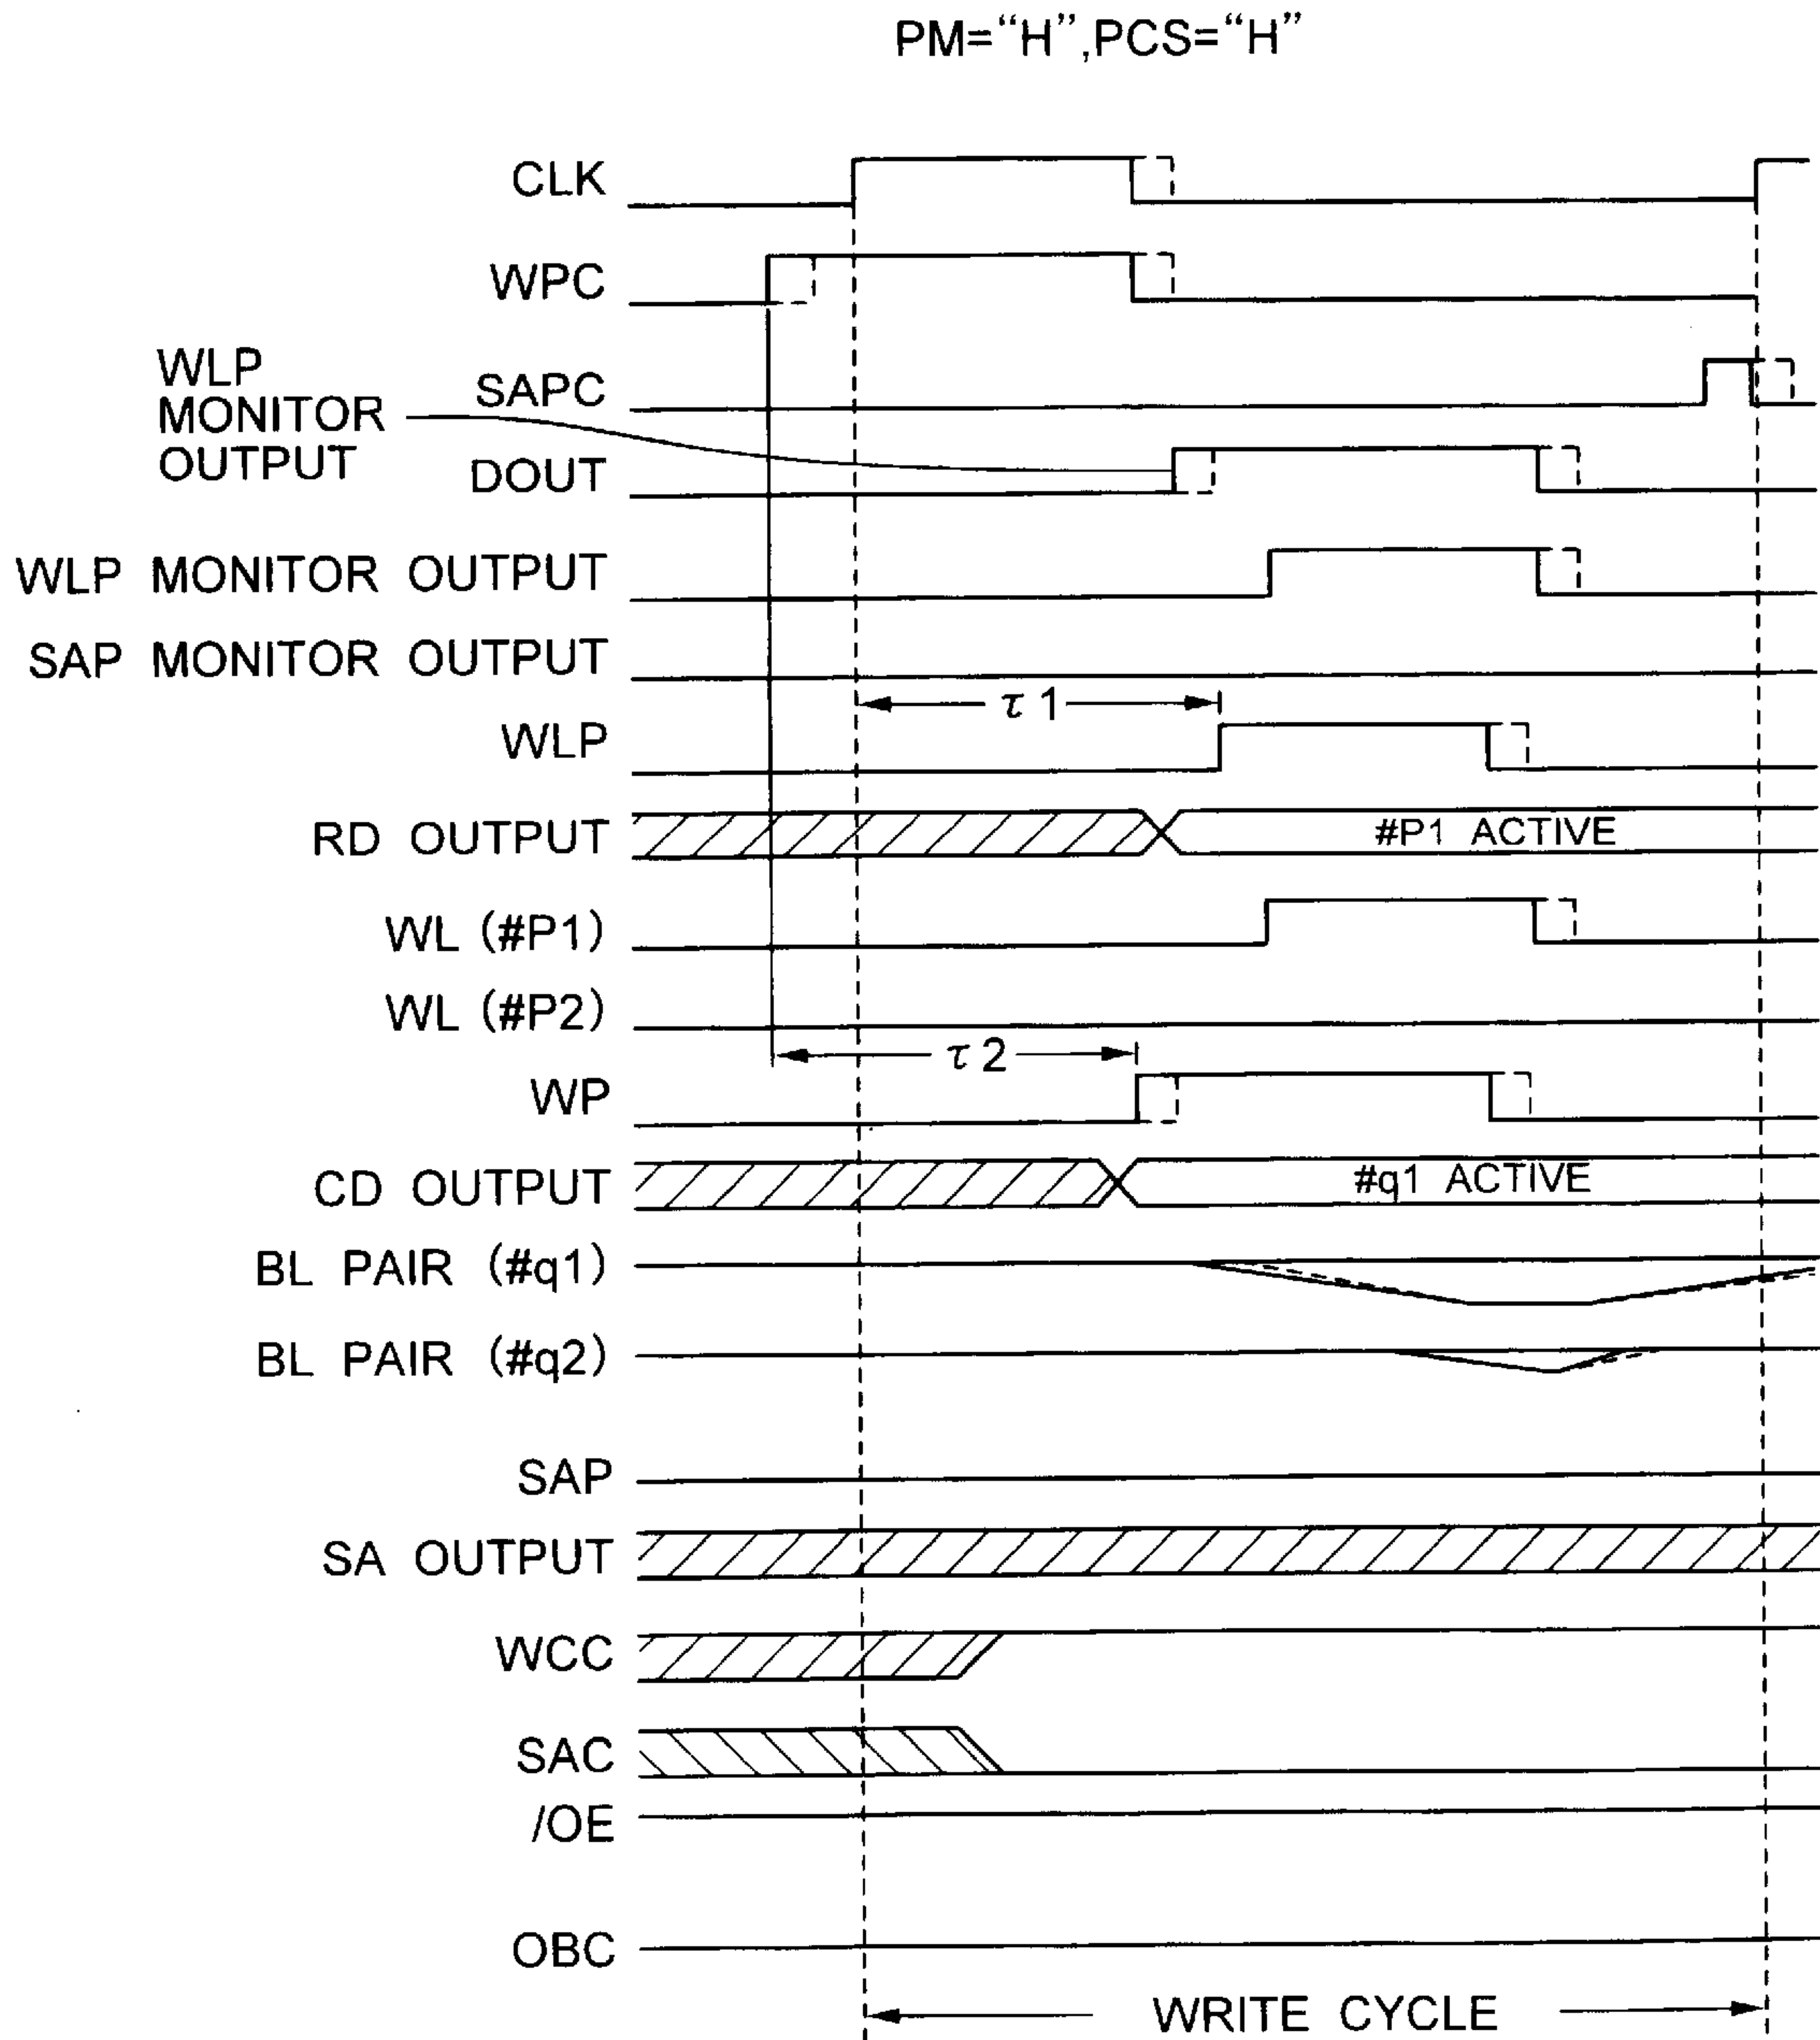 PM=“H”,PCS=“H”
CLK
WPC
WLP
MONITOR
OUTPUT
SAPC
DOUT
WLP MONITOR OUTPUT
SAP MONITOR OUTPUT
τ1
WLP
RD OUTPUT
#P1 ACTIVE
WL (#P1)
WL (#P2)
τ2
WP
CD OUTPUT
#q1 ACTIVE
BL PAIR (#q1)
BL PAIR (#q2)
SAP
SA OUTPUT
WCC
SAC
/OE
OBC
WRITE CYCLE